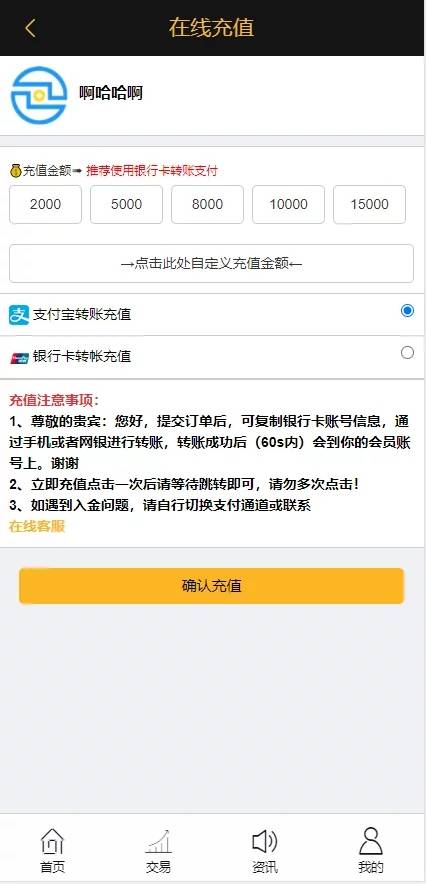 在线充值
啊哈哈啊
充值金额➡ 推荐使用银行卡转账支付
2000 5000 8000 10000 15000
→点击此处自定义充值金额←
支付宝转账充值
银行卡转帐充值
充值注意事项：
1、尊敬的贵宾：您好，提交订单后，可复制银行卡账号信息，通
过手机或者网银进行转账，转账成功后（60s内）会到你的会员账
号上。谢谢
2、立即充值点击一次后请等待跳转即可，请勿多次点击！
3、如遇到入金问题，请自行切换支付通道或联系
在线客服
确认充值
首页 交易 资讯 我的